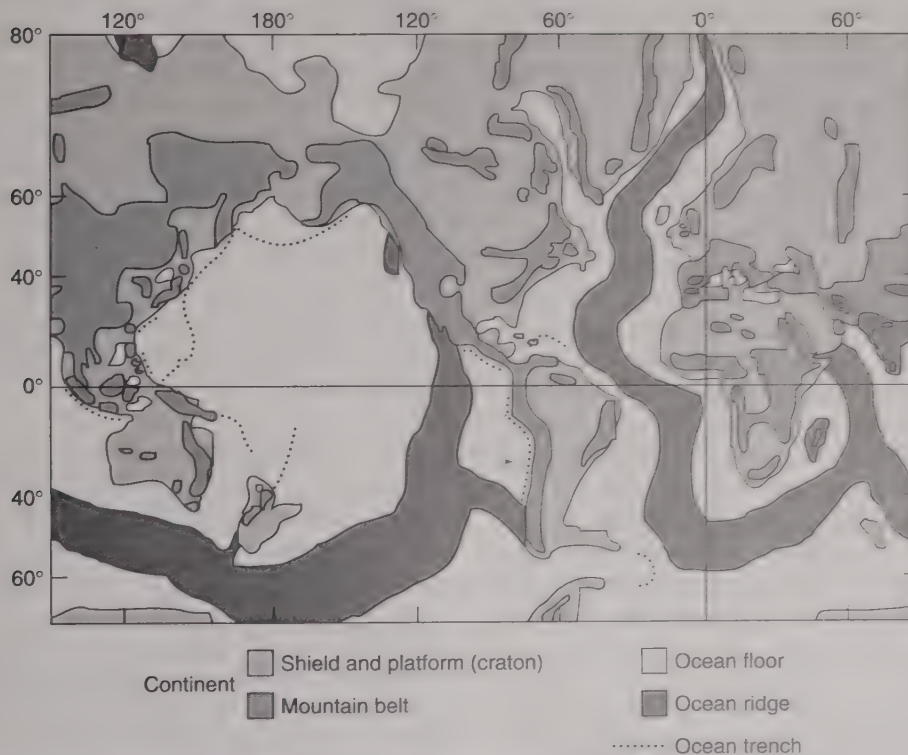 120° 180° 120° 60° 0° 60°
80°
60°
40°
0°
40°
60°
Continent
Shield and platform (craton)
Mountain belt
Ocean floor
Ocean ridge
Ocean trench